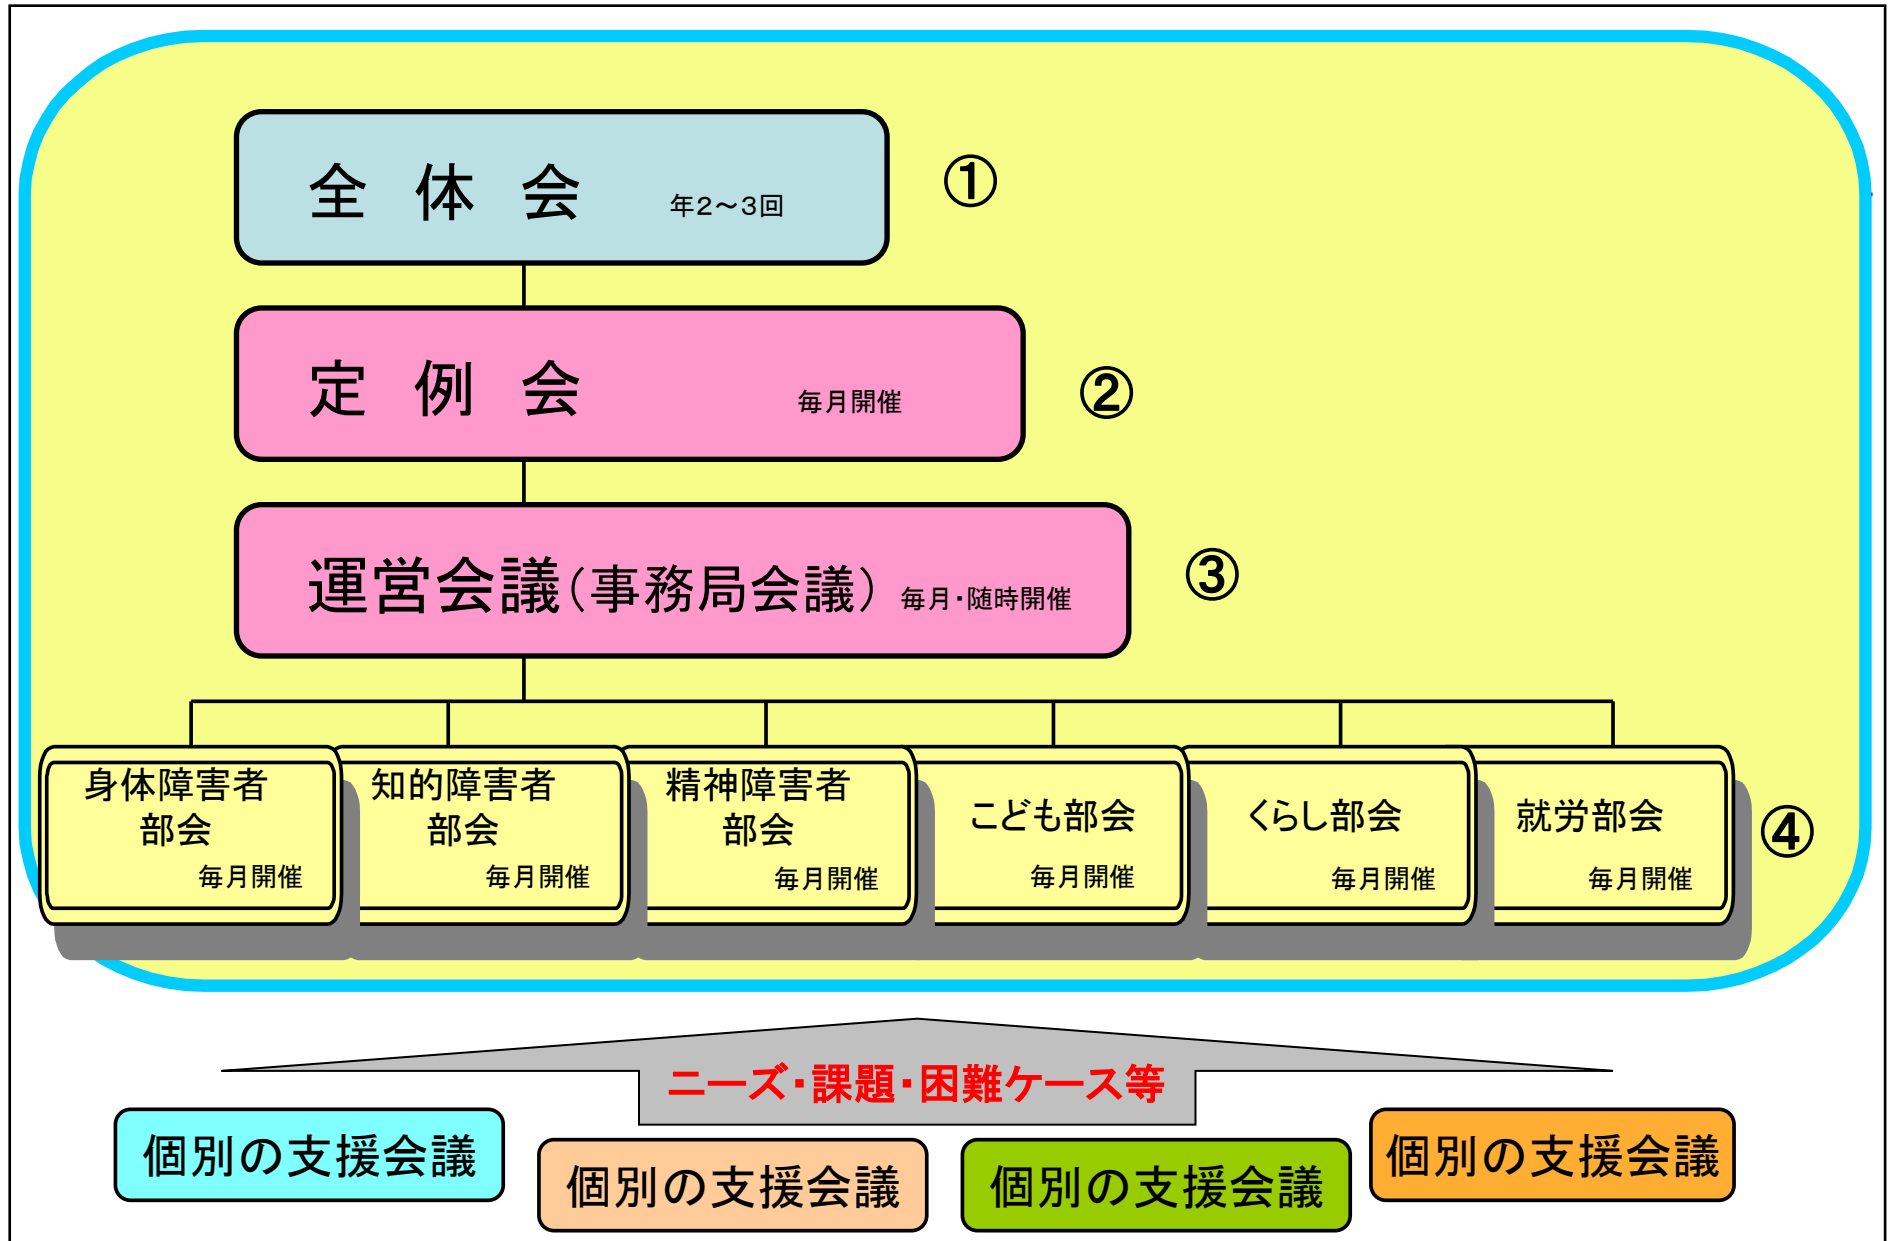 全体会 年2～3回 ①
定例会 毎月開催 ②
運営会議(事務局会議) 毎月・随時開催 ③
身体障害者
部会
毎月開催
知的障害者
部会
毎月開催
精神障害者
部会
毎月開催
こども部会
毎月開催
くらし部会
毎月開催
就労部会
毎月開催
④
ニーズ・課題・困難ケース等
個別の支援会議
個別の支援会議
個別の支援会議
個別の支援会議